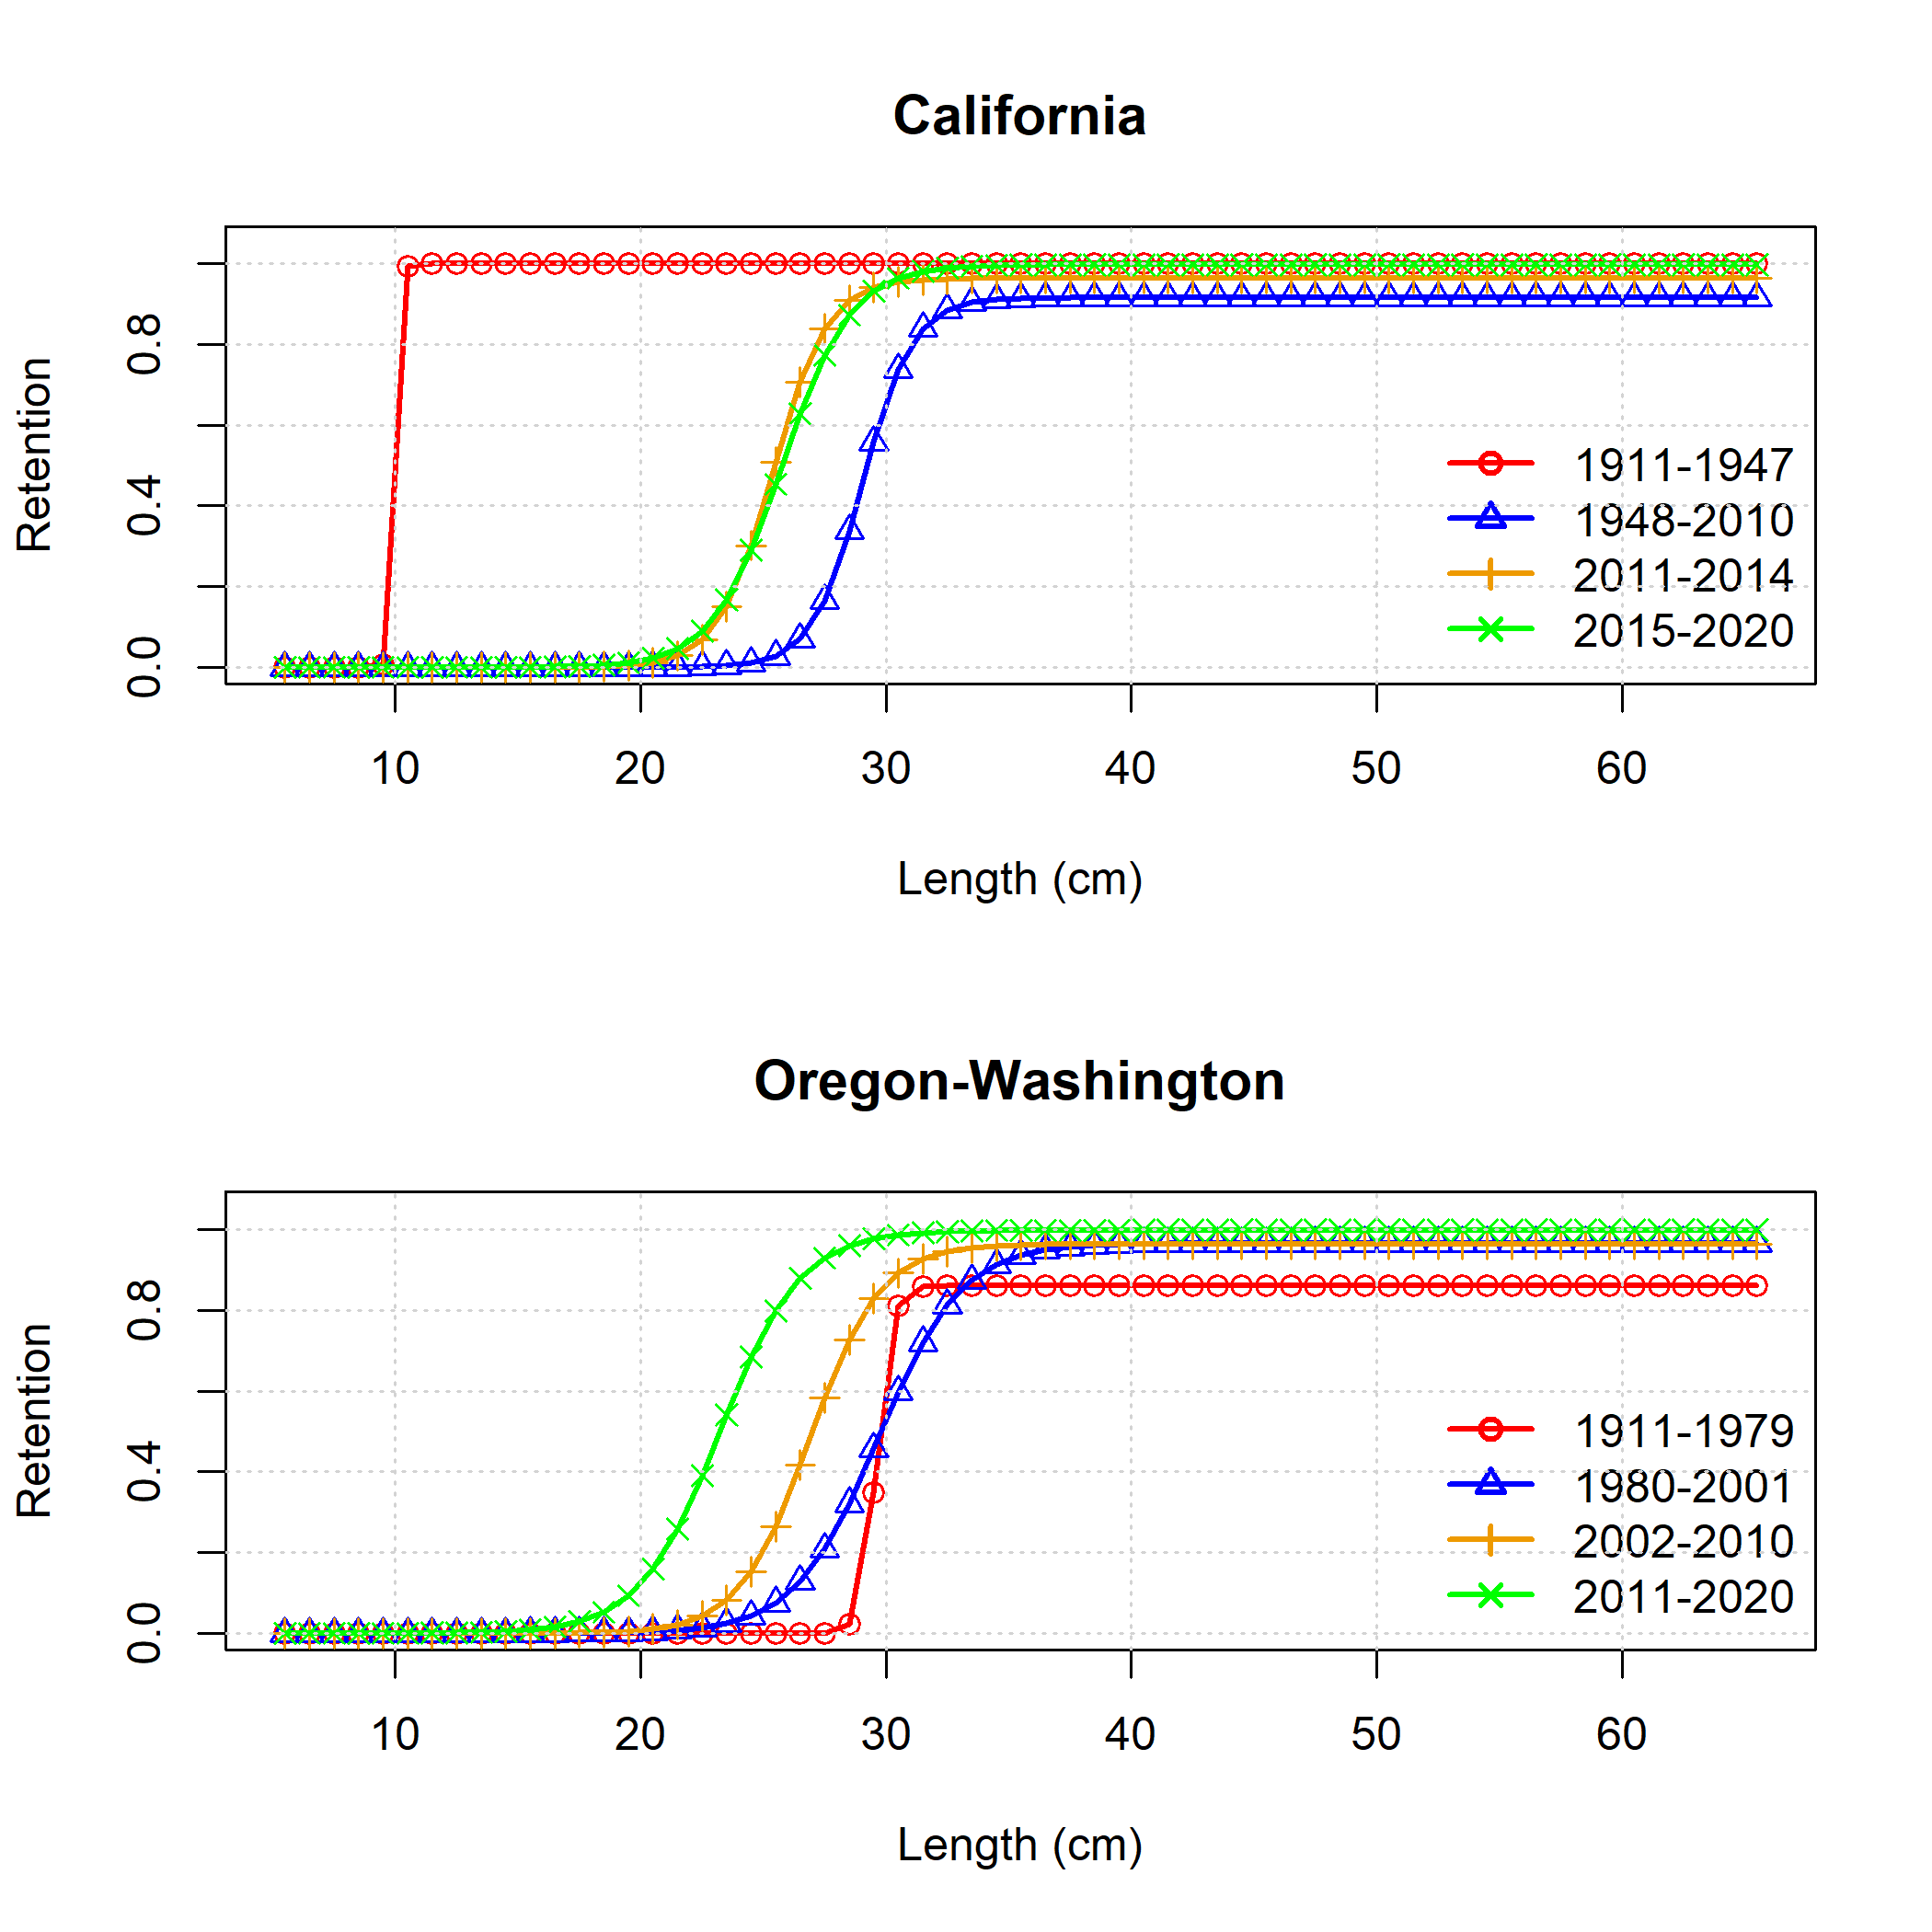 California
Retention
0.0 0.4 0.8
1911-1947
1948-2010
2011-2014
2015-2020
10 20 30 40 50 60
Length (cm)
Oregon-Washington
Retention
0.0 0.4 0.8
1911-1979
1980-2001
2002-2010
2011-2020
10 20 30 40 50 60
Length (cm)